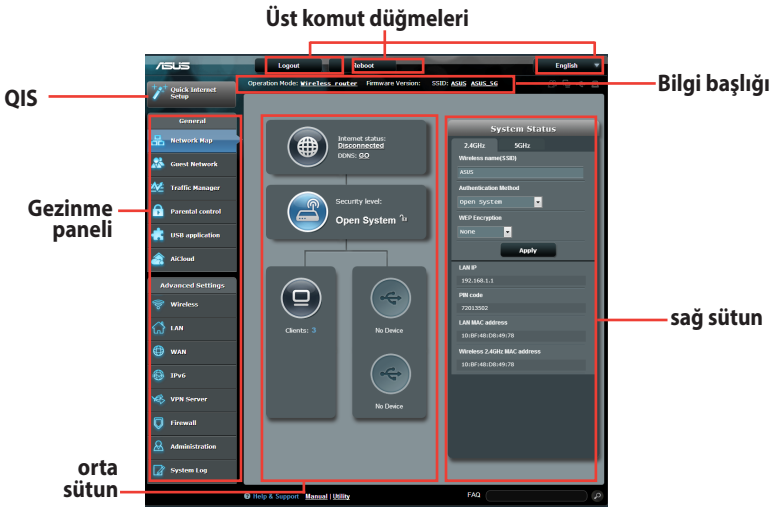 Üst komut düğmeleri
ASUS
Logout
Reboot
English
Quick Internet
Setup
Operation Mode: Wireless router Firmware Version: SSID: ASUS ASUS_5G
Bilgi başlığı
QIS
General
Network Map
Guest Network
Traffic Manager
Parental control
USB application
AiCloud
Gezinme
paneli
Advanced Settings
Wireless
LAN
WAN
IPv6
VPN Server
Firewall
Administration
System Log
Internet status:
Disconnected
DDNS: GO
Security level:
Open System
Clients: 3
No Device
No Device
System Status
2.4GHz 5GHz
Wireless name(SSID)
ASUS
Authentication Method
Open System
WEP Encryption
None
Apply
LAN IP
192.168.1.1
PIN code
72013502
LAN MAC address
10:BF:48:D8:49:78
Wireless 2.4GHz MAC address
10:BF:48:D8:49:78
sağ sütun
orta
sütun
Help & Support Manual | Utility
FAQ